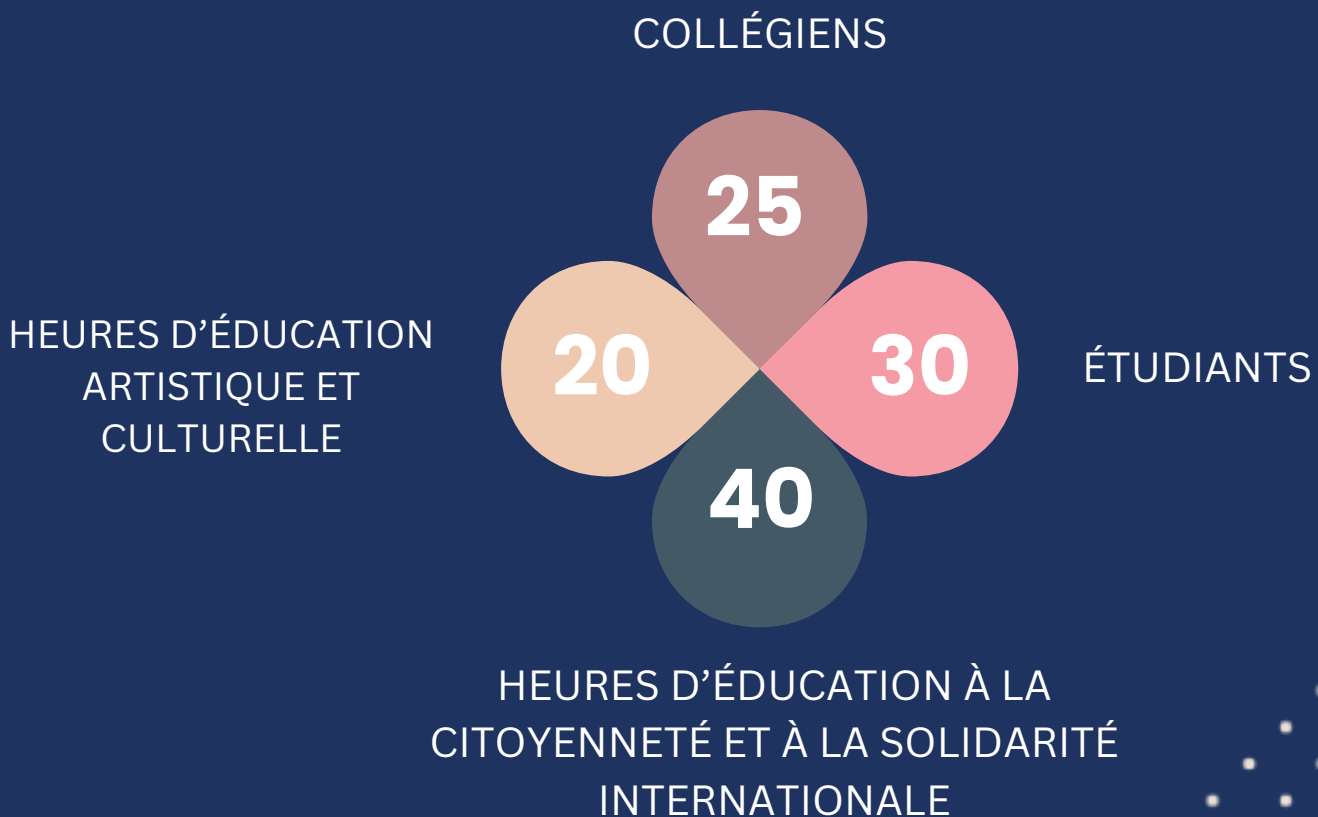 COLLÉGIENS
25
HEURES D’ÉDUCATION
ARTISTIQUE ET
CULTURELLE
20
30
ÉTUDIANTS
40
HEURES D’ÉDUCATION À LA
CITOYENNETÉ ET À LA SOLIDARITÉ
INTERNATIONALE